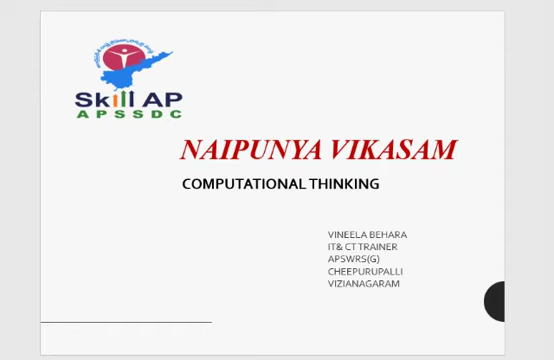 Skill AP
APSSDC
NAIPUNYA VIKASAM
COMPUTATIONAL THINKING
VINEELA BEHARA
IT& CT TRAINER
APSWRS(G)
CHEEPURUPALLI
VIZIANAGARAM